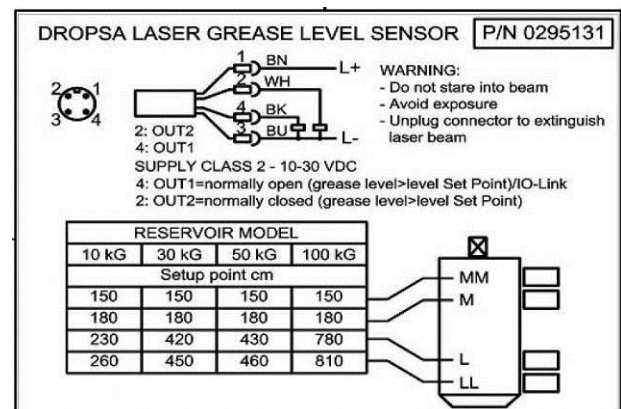 DROPSA LASER GREASE LEVEL SENSOR
P/N 0295131
1 BN L+
2 WH
4 BK
3 BU L-
2 1
3 4
2: OUT2
4: OUT1
WARNING:
- Do not stare into beam
- Avoid exposure
- Unplug connector to extinguish
laser beam
SUPPLY CLASS 2 - 10-30 VDC
4: OUT1=normally open (grease level>level Set Point)/IO-Link
2: OUT2=normally closed (grease level>level Set Point)
RESERVOIR MODEL
10 kG 30 kG 50 kG 100 kG
Setup point cm
150 150 150 150
180 180 180 180
230 420 430 780
260 450 460 810
MM
M
L
LL